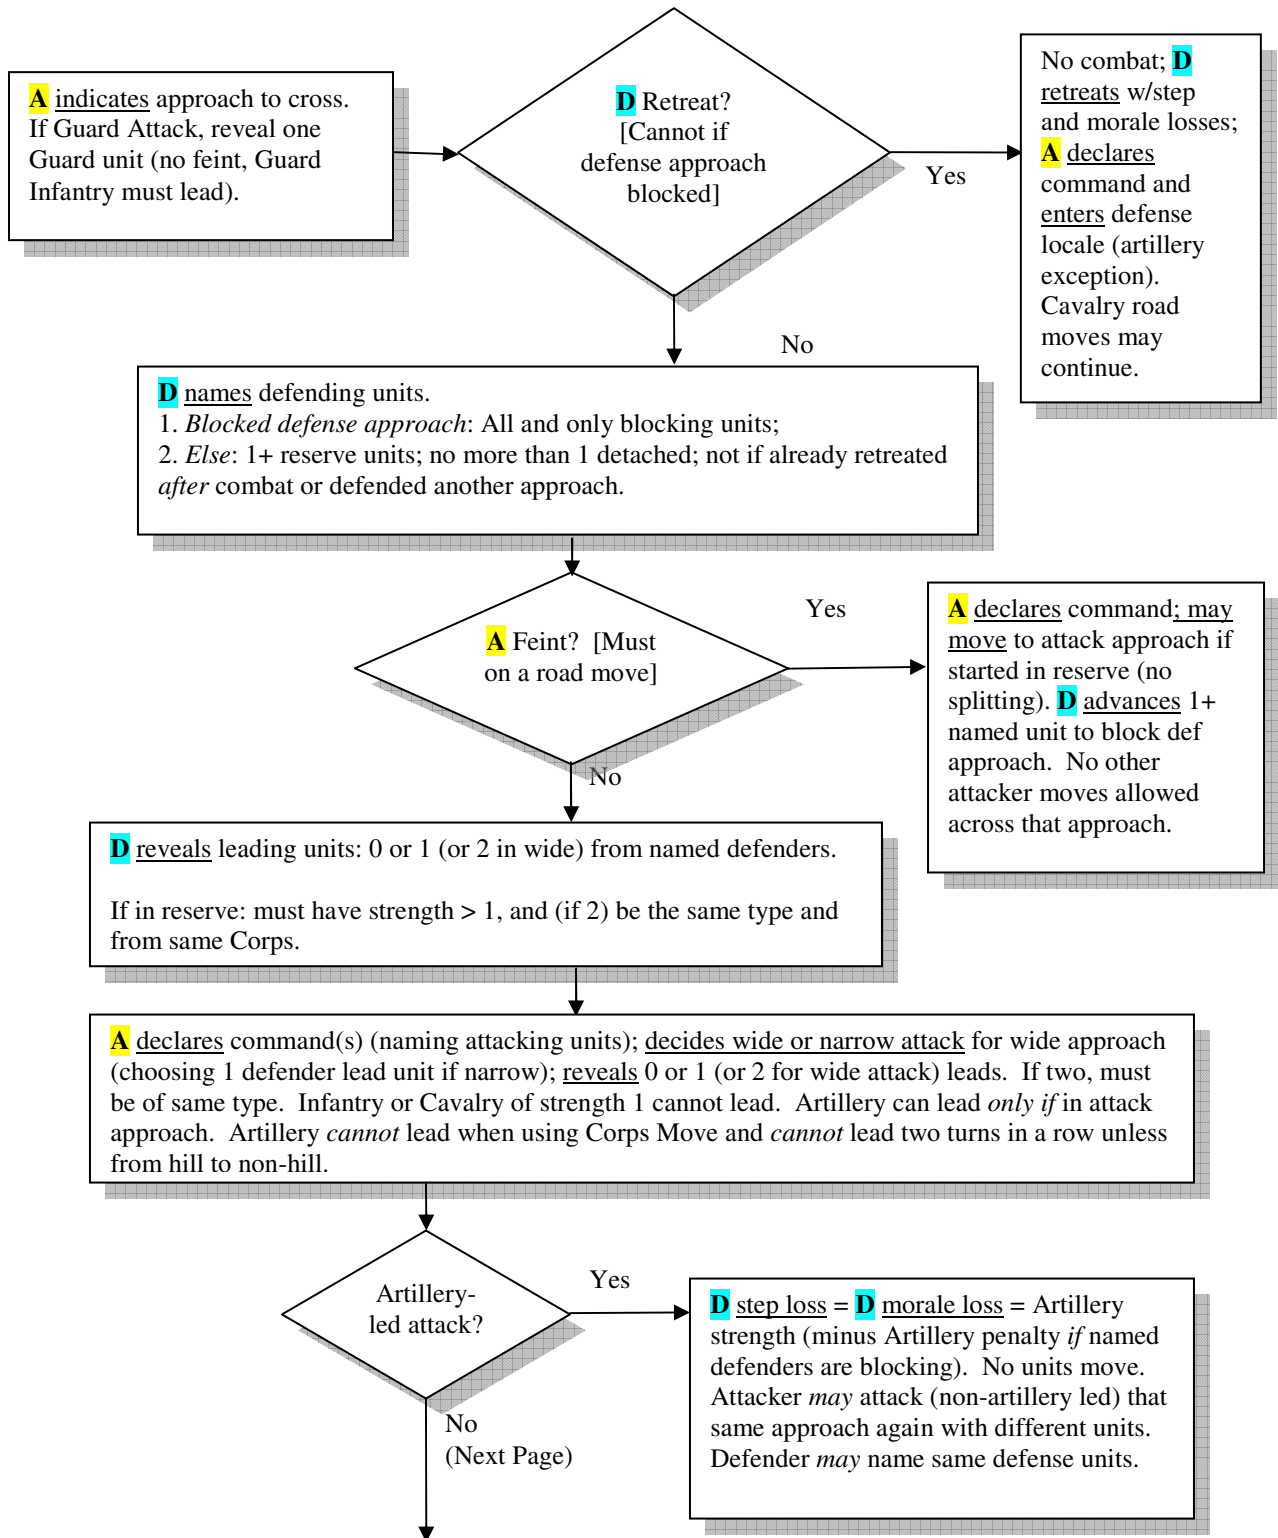 A indicates approach to cross.
If Guard Attack, reveal one
Guard unit (no feint, Guard
Infantry must lead).
D Retreat?
[Cannot if
defense approach
blocked]
Yes
No combat; D
retreats w/step
and morale losses;
A declares
command and
enters defense
locale (artillery
exception).
Cavalry road
moves may
continue.
No
D names defending units.
1. Blocked defense approach: All and only blocking units;
2. Else: 1+ reserve units; no more than 1 detached; not if already retreated
after combat or defended another approach.
A Feint? [Must
on a road move]
Yes
A declares command; may
move to attack approach if
started in reserve (no
splitting). D advances 1+
named unit to block def
approach. No other
attacker moves allowed
across that approach.
No
D reveals leading units: 0 or 1 (or 2 in wide) from named defenders.
If in reserve: must have strength > 1, and (if 2) be the same type and
from same Corps.
A declares command(s) (naming attacking units); decides wide or narrow attack for wide approach
(choosing 1 defender lead unit if narrow); reveals 0 or 1 (or 2 for wide attack) leads. If two, must
be of same type. Infantry or Cavalry of strength 1 cannot lead. Artillery can lead only if in attack
approach. Artillery cannot lead when using Corps Move and cannot lead two turns in a row unless
from hill to non-hill.
Artillery-
led attack?
Yes
D step loss = D morale loss = Artillery
strength (minus Artillery penalty if named
defenders are blocking). No units move.
Attacker may attack (non-artillery led) that
same approach again with different units.
Defender may name same defense units.
No
(Next Page)